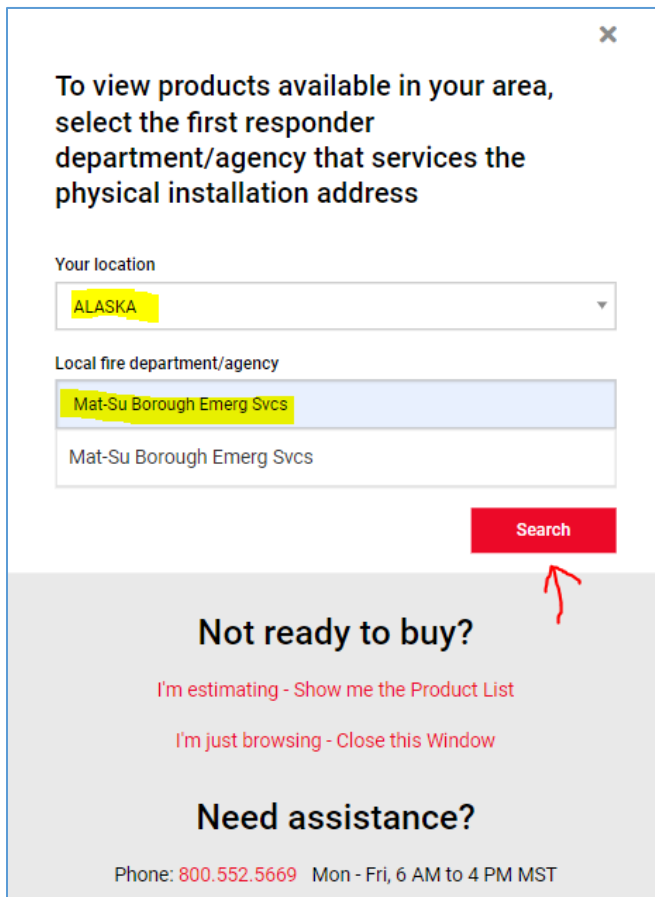 To view products available in your area,
select the first responder
department/agency that services the
physical installation address
Your location
ALASKA
Local fire department/agency
Mat-Su Borough Emerg Svcs
Mat-Su Borough Emerg Svcs
Search
Not ready to buy?
I'm estimating - Show me the Product List
I'm just browsing - Close this Window
Need assistance?
Phone: 800.552.5669 Mon - Fri, 6 AM to 4 PM MST